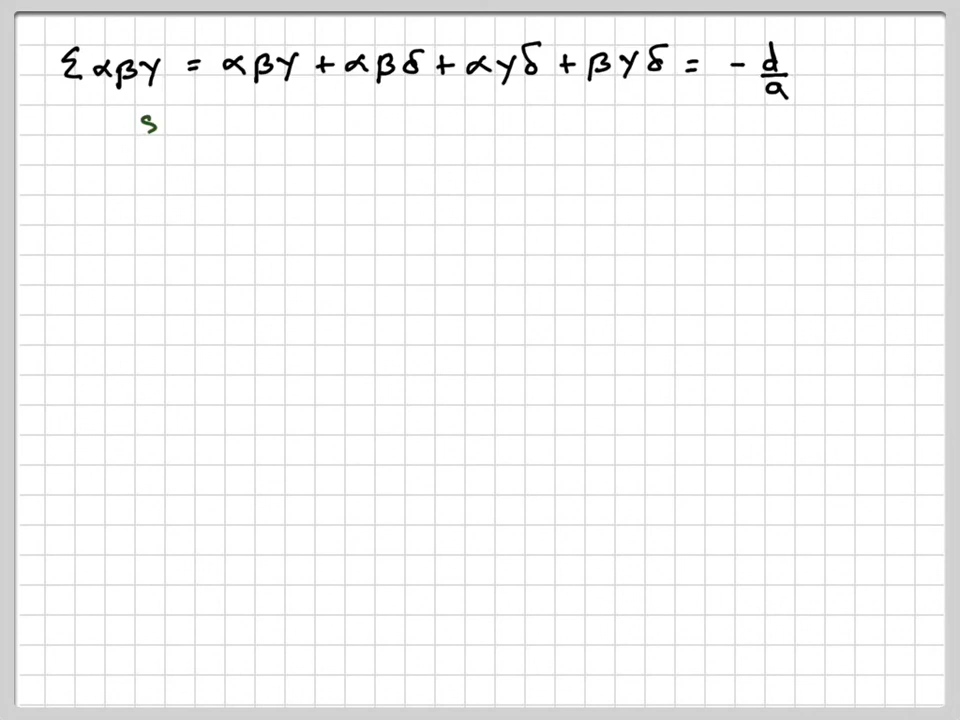 Σαβγ = αβγ + αβδ + αγδ + βγδ = - d/a
s